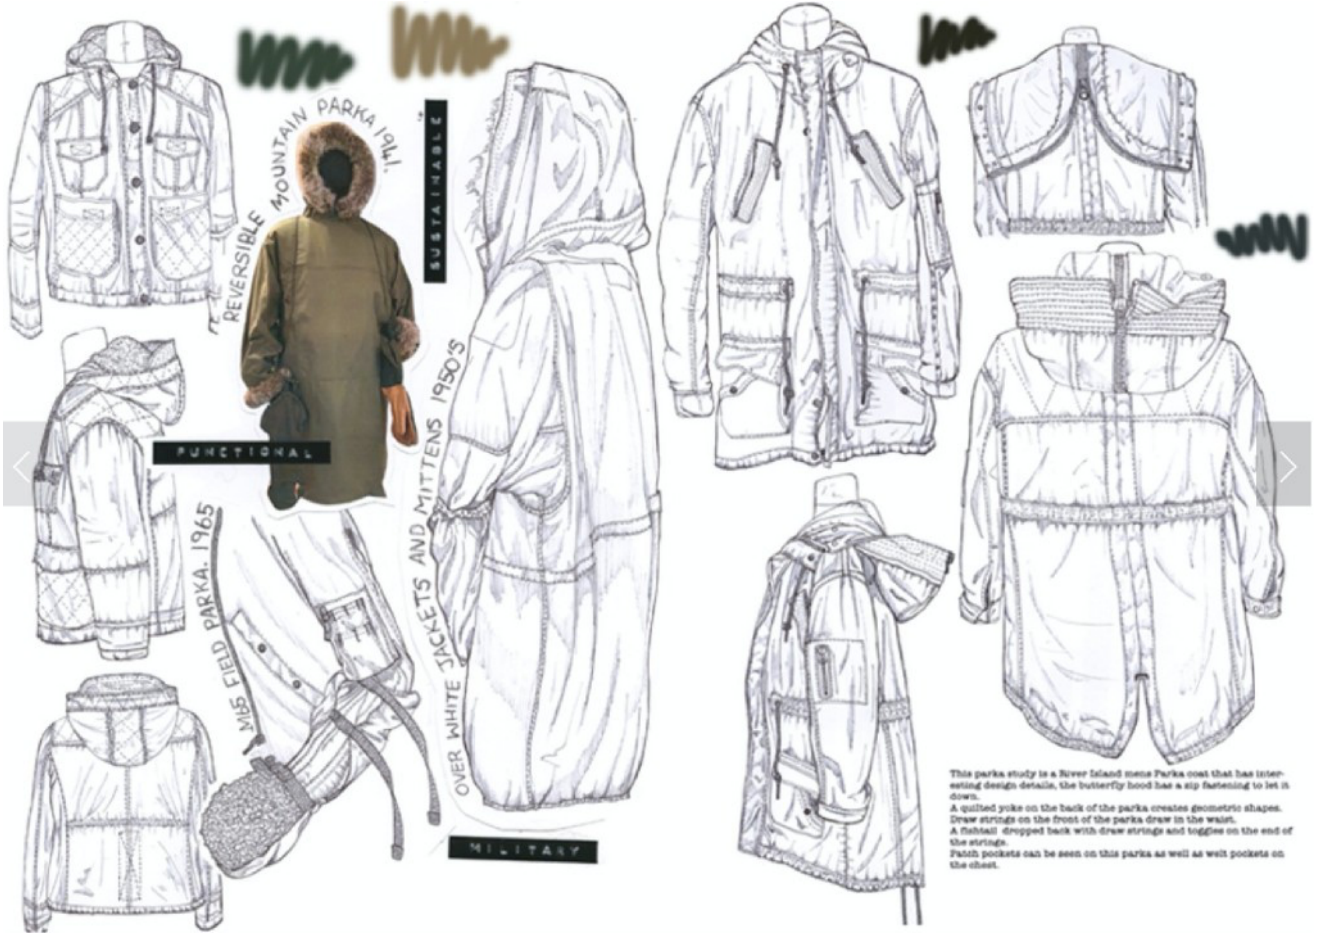 REVERSIBLE MOUNTAIN PARKA 1941.
SUSTAINABLE
FUNCTIONAL
M65 FIELD PARKA. 1965
OVER WHITE JACKETS AND MITTENS 1950'S
MILITARY
This parka study is a River Island mens Parka coat that has inter-
esting design details, the butterfly hood has a zip fastening to let it
down.
A quilted yoke on the back of the parka creates geometric shapes.
Draw strings on the front of the parka draw in the waist.
A fishtail dropped back with draw strings and toggles on the end of
the strings.
Patch pockets can be seen on this parka as well as welt pockets on
the chest.